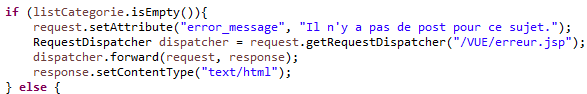 if (listCategorie.isEmpty()){
request.setAttribute("error_message", "Il n'y a pas de post pour ce sujet.");
RequestDispatcher dispatcher = request.getRequestDispatcher("/VUE/erreur.jsp");
dispatcher.forward(request, response);
response.setContentType("text/html");
} else {